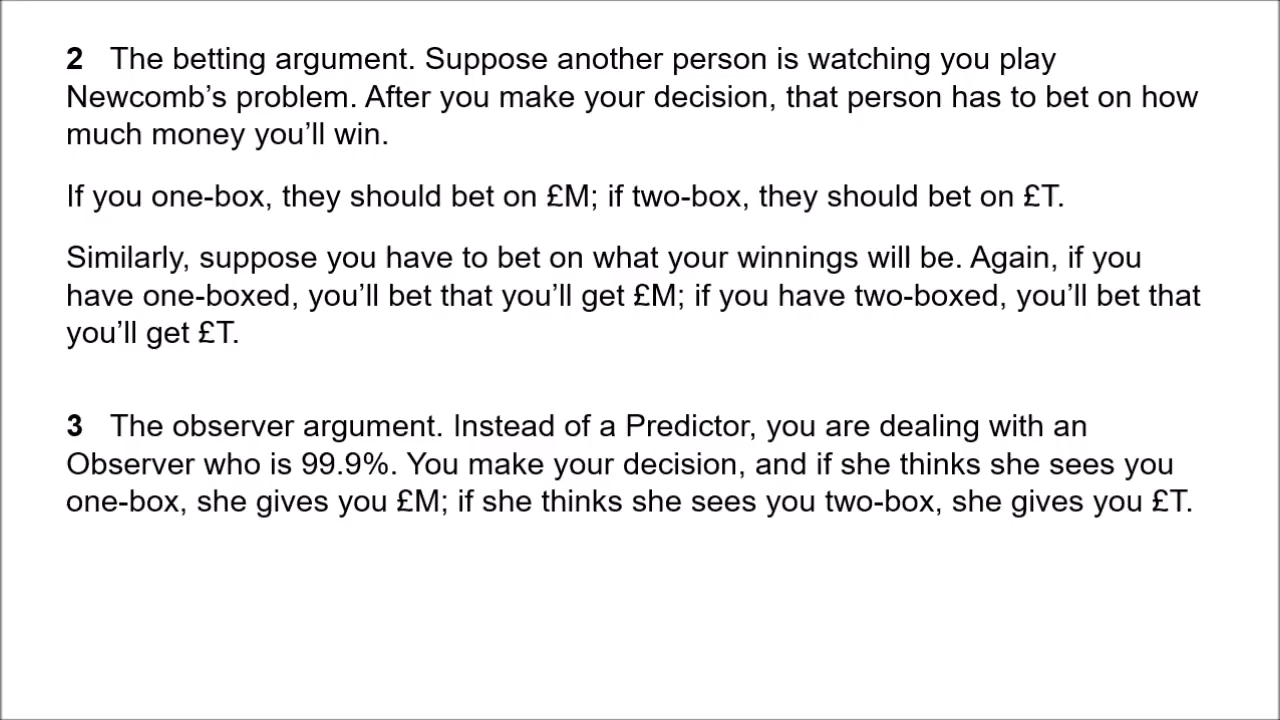 2 The betting argument. Suppose another person is watching you play
Newcomb’s problem. After you make your decision, that person has to bet on how
much money you’ll win.
If you one-box, they should bet on £M; if two-box, they should bet on £T.
Similarly, suppose you have to bet on what your winnings will be. Again, if you
have one-boxed, you’ll bet that you’ll get £M; if you have two-boxed, you’ll bet that
you’ll get £T.
3 The observer argument. Instead of a Predictor, you are dealing with an
Observer who is 99.9%. You make your decision, and if she thinks she sees you
one-box, she gives you £M; if she thinks she sees you two-box, she gives you £T.